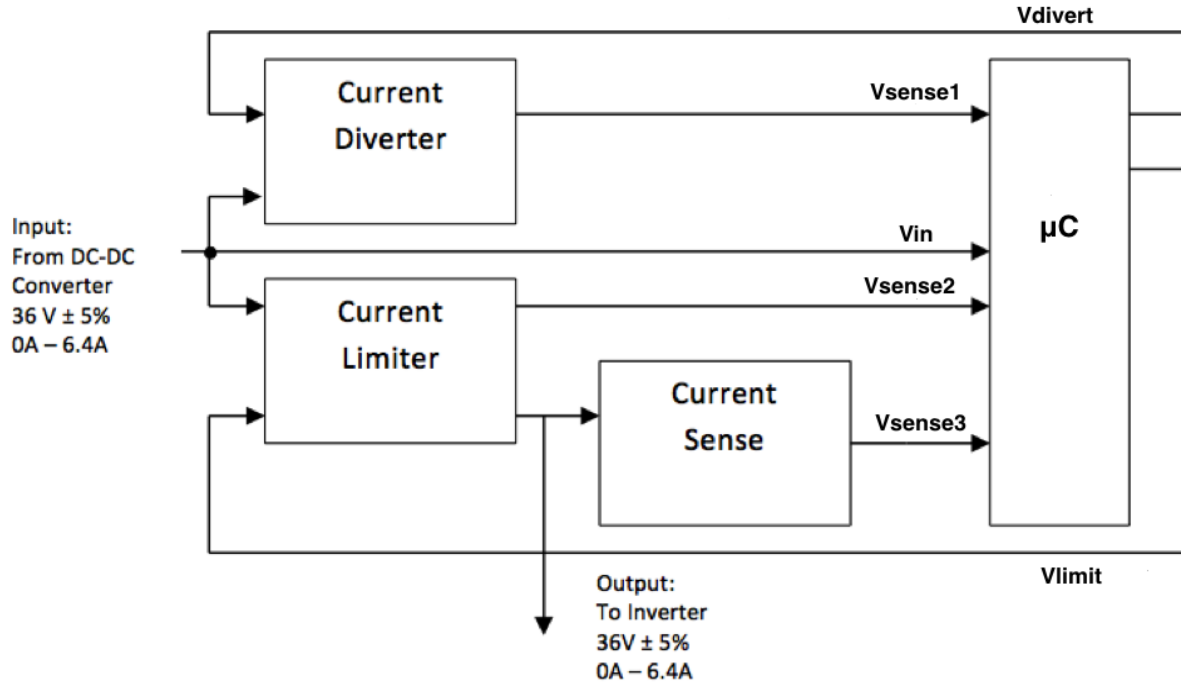 Vdivert
Current
Diverter
Vsense1
µC
Input:
From DC-DC
Converter
36 V ± 5%
0A – 6.4A
Vin
Vsense2
Current
Limiter
Current
Sense
Vsense3
Vlimit
Output:
To Inverter
36V ± 5%
0A – 6.4A